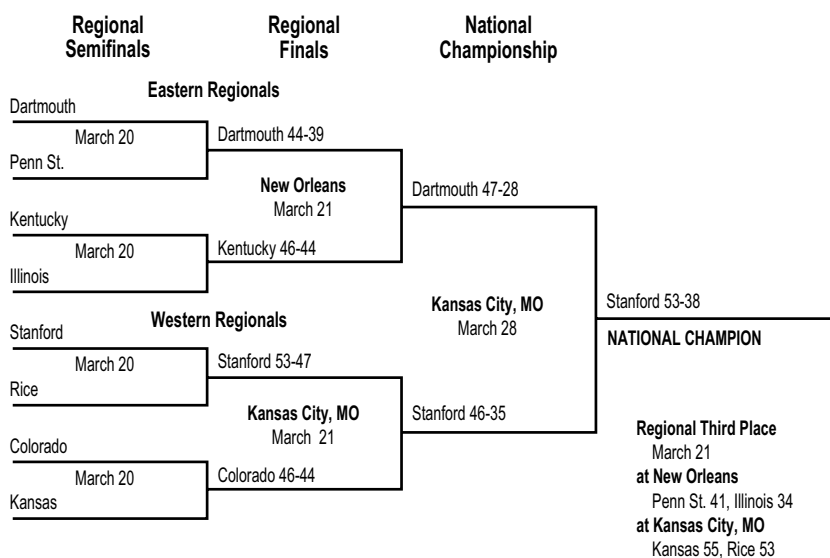 Regional
Semifinals
Regional
Finals
National
Championship
Eastern Regionals
Dartmouth
March 20
Dartmouth 44-39
Penn St.
New Orleans
March 21
Dartmouth 47-28
Kentucky
March 20
Kentucky 46-44
Illinois
Kansas City, MO
March 28
Stanford 53-38
NATIONAL CHAMPION
Western Regionals
Stanford
March 20
Stanford 53-47
Rice
Kansas City, MO
March 21
Stanford 46-35
Colorado
March 20
Colorado 46-44
Kansas
Regional Third Place
March 21
at New Orleans
Penn St. 41, Illinois 34
at Kansas City, MO
Kansas 55, Rice 53